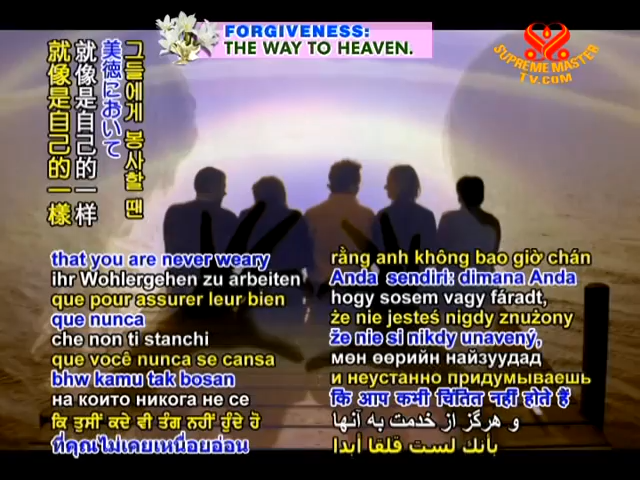 FORGIVENESS:
THE WAY TO HEAVEN.
SUPREME MASTER
TV.COM
그들에게 봉사할 땐
美徳において
就像是自己的一样
就像是自己的一樣
that you are never weary
ihr Wohlergehen zu arbeiten
que pour assurer leur bien
que nunca
che non ti stanchi
que você nunca se cansa
bhw kamu tak bosan
на които никога не се
ਕਿ ਤੁਸੀਂ ਕਦੇ ਵੀ ਤੰਗ ਨਹੀਂ ਹੁੰਦੇ ਹੋ
ที่คุณไม่เคยเหนื่อยอ่อน
rằng anh không bao giờ chán
Anda sendiri: dimana Anda
hogy sosem vagy fáradt,
że nie jesteś nigdy znużony
že nie si nikdy unavený,
мөн өөрийн найзуудад
и неустанно придумываешь
कि आप कभी चिंतित नहीं होते हैं
و هرگز از خدمت به آنها
بأنك لست قلقا أبدا